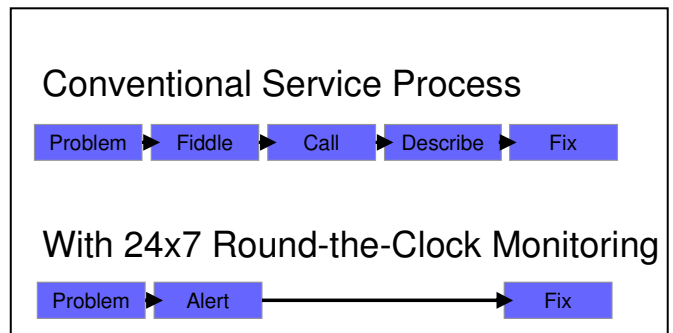 Conventional Service Process
Problem Fiddle Call Describe Fix
With 24x7 Round-the-Clock Monitoring
Problem Alert Fix